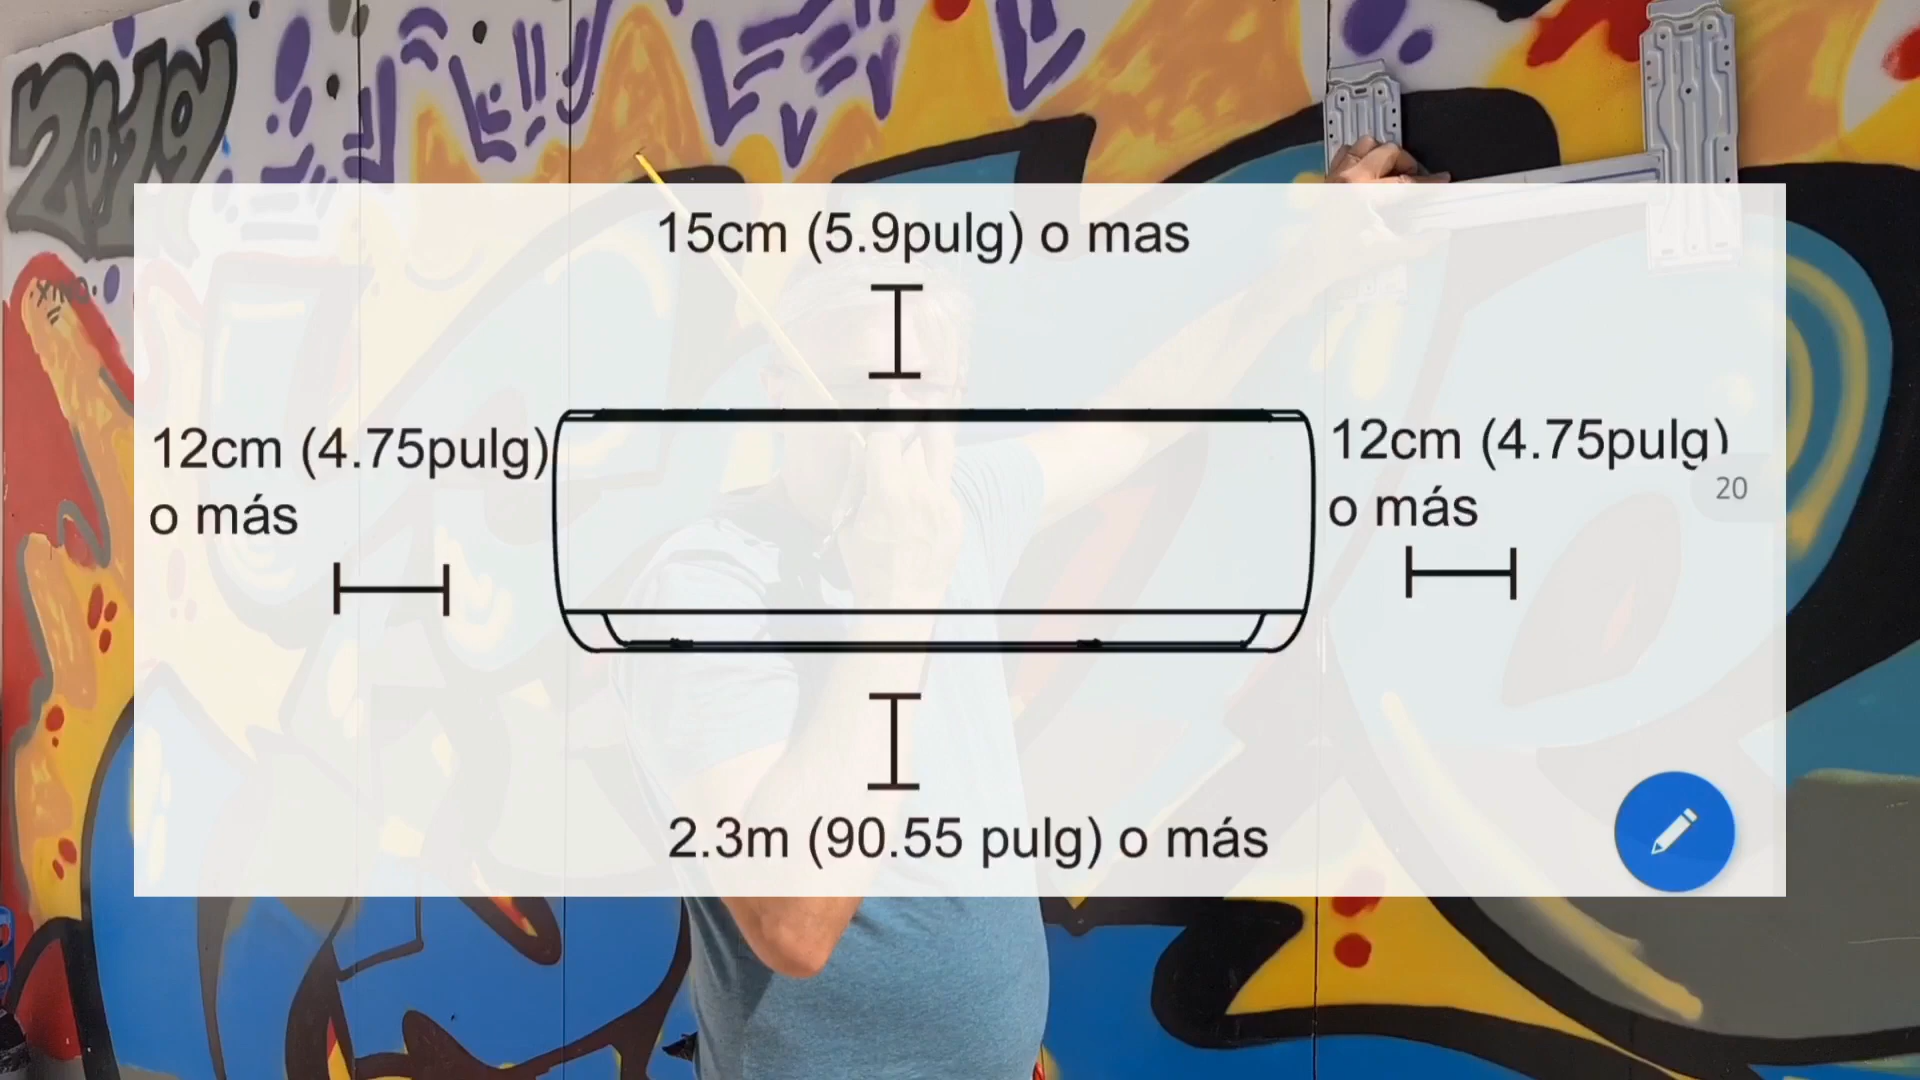 2019
XINO.
15cm (5.9pulg) o mas
12cm (4.75pulg)
o más
12cm (4.75pulg)
o más
20
2.3m (90.55 pulg) o más